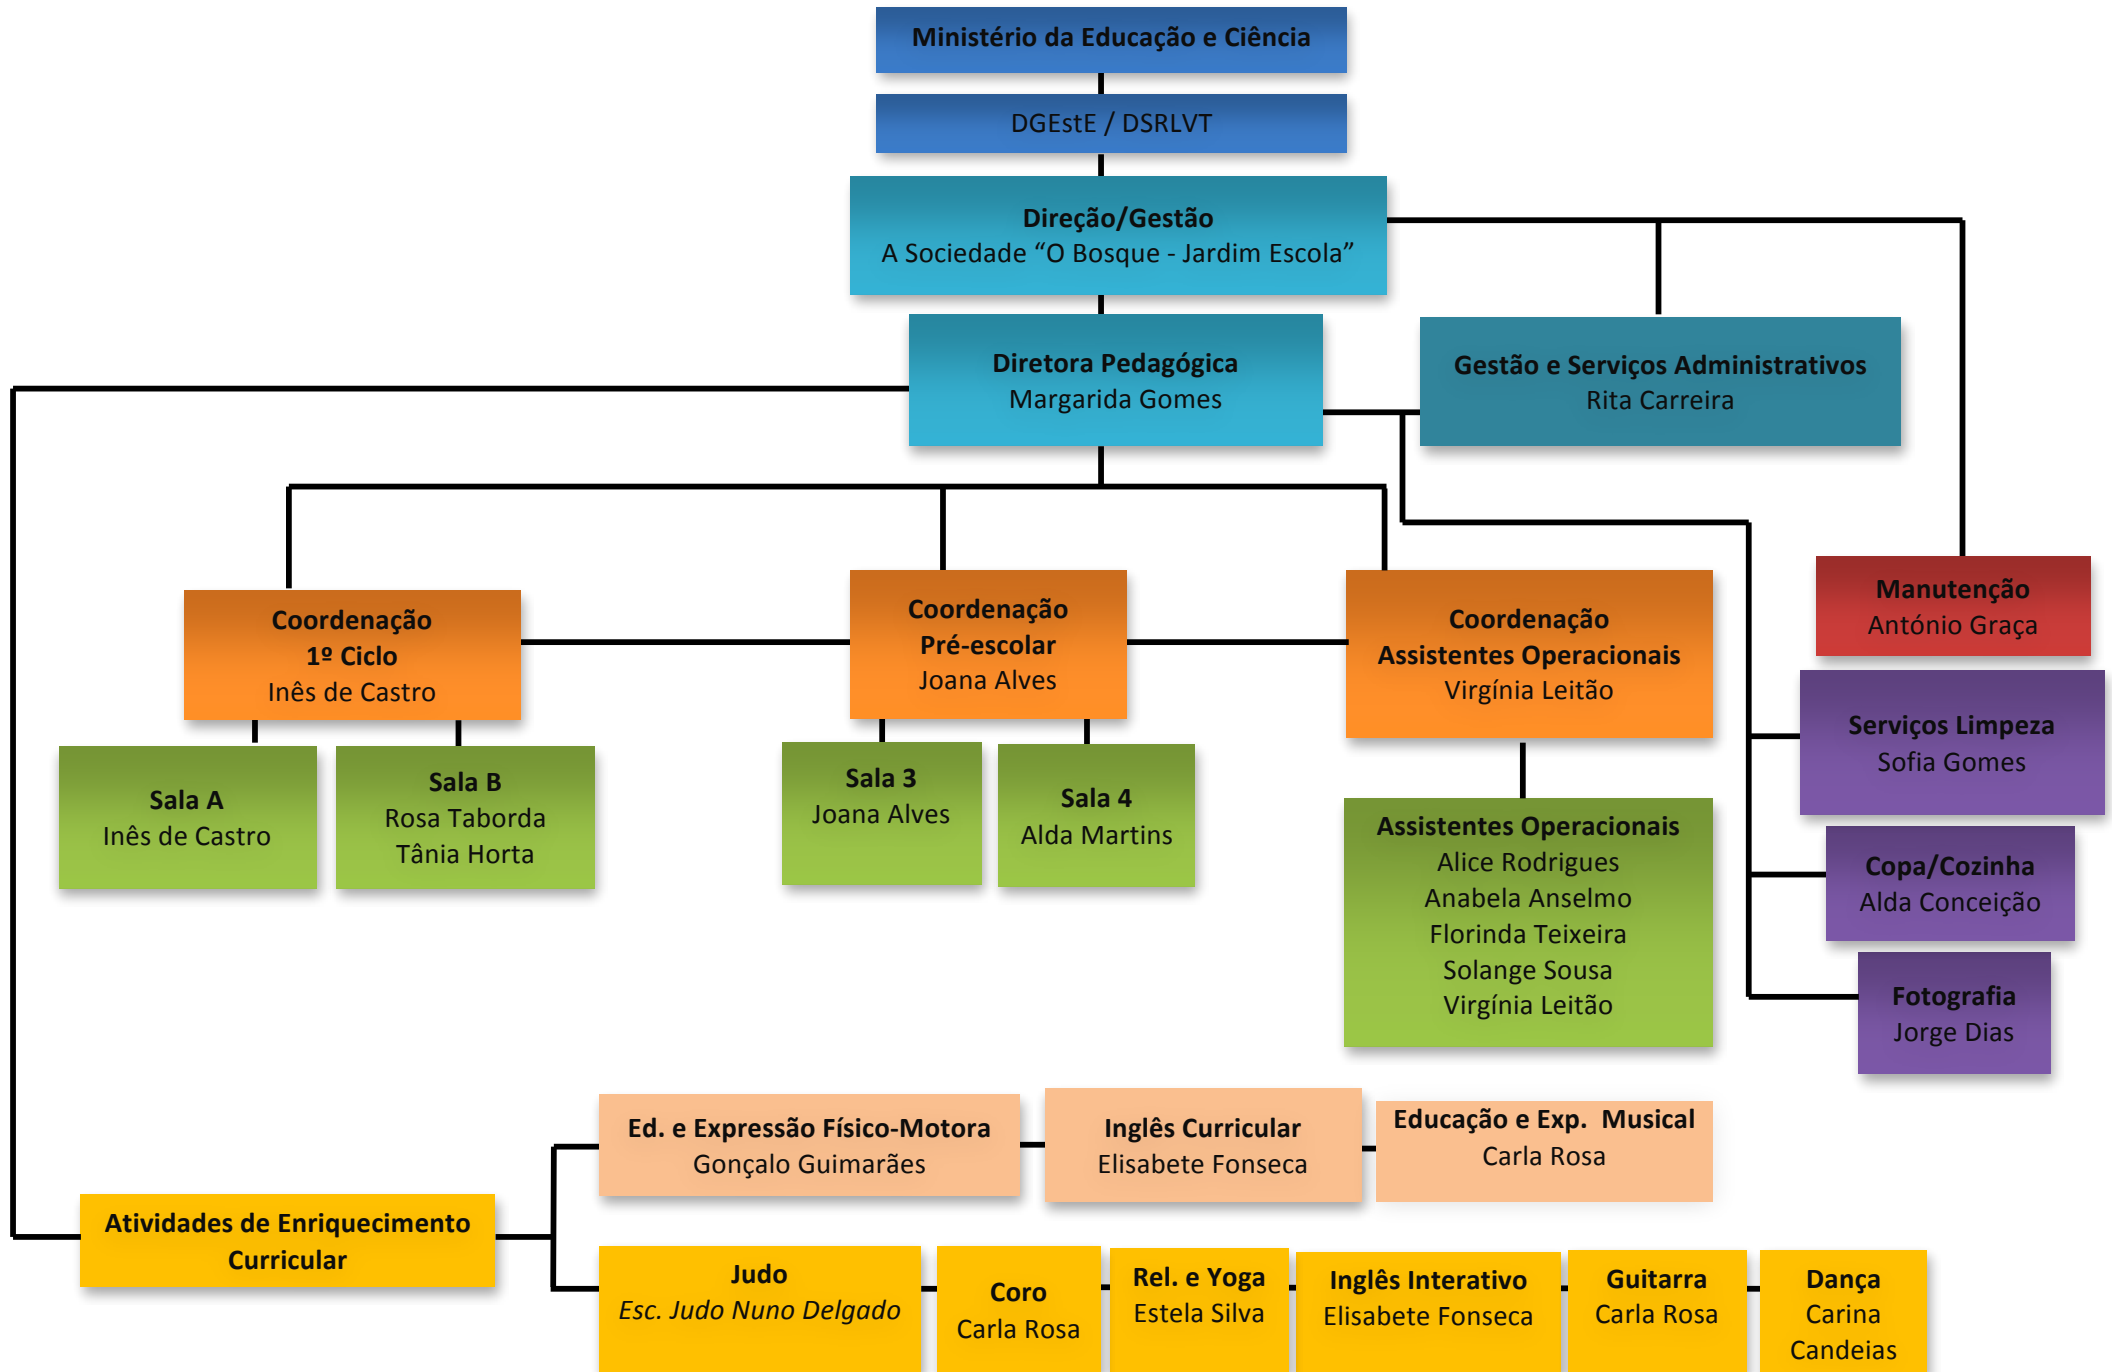 Ministério da Educação e Ciência
DGEstE / DSRLVT
Direção/Gestão
A Sociedade “O Bosque - Jardim Escola”
Diretora Pedagógica
Margarida Gomes
Gestão e Serviços Administrativos
Rita Carreira
Coordenação
1º Ciclo
Inês de Castro
Coordenação
Pré-escolar
Joana Alves
Coordenação
Assistentes Operacionais
Virgínia Leitão
Manutenção
António Graça
Serviços Limpeza
Sofia Gomes
Sala A
Inês de Castro
Sala B
Rosa Taborda
Tânia Horta
Sala 3
Joana Alves
Sala 4
Alda Martins
Assistentes Operacionais
Alice Rodrigues
Anabela Anselmo
Florinda Teixeira
Solange Sousa
Virgínia Leitão
Copa/Cozinha
Alda Conceição
Fotografia
Jorge Dias
Ed. e Expressão Físico-Motora
Gonçalo Guimarães
Inglês Curricular
Elisabete Fonseca
Educação e Exp. Musical
Carla Rosa
Atividades de Enriquecimento
Curricular
Judo
Esc. Judo Nuno Delgado
Coro
Carla Rosa
Rel. e Yoga
Estela Silva
Inglês Interativo
Elisabete Fonseca
Guitarra
Carla Rosa
Dança
Carina
Candeias